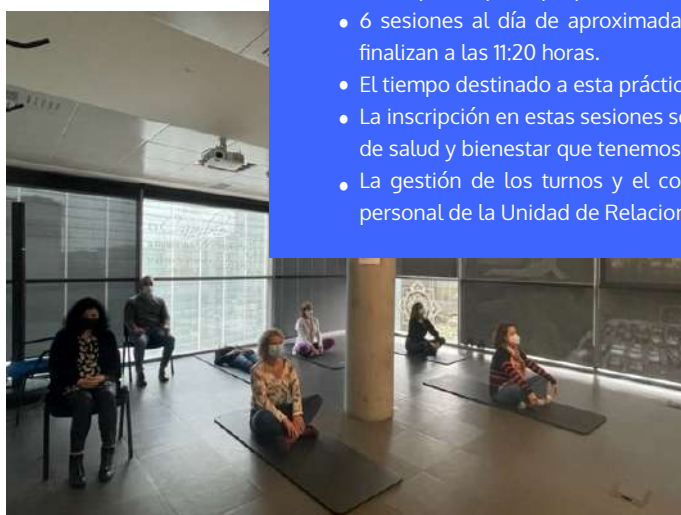 6 sesiones al día de aproximada
finalizan a las 11:20 horas.
El tiempo destinado a esta práctic
La inscripción en estas sesiones s
de salud y bienestar que tenemos
La gestión de los turnos y el co
personal de la Unidad de Relacion